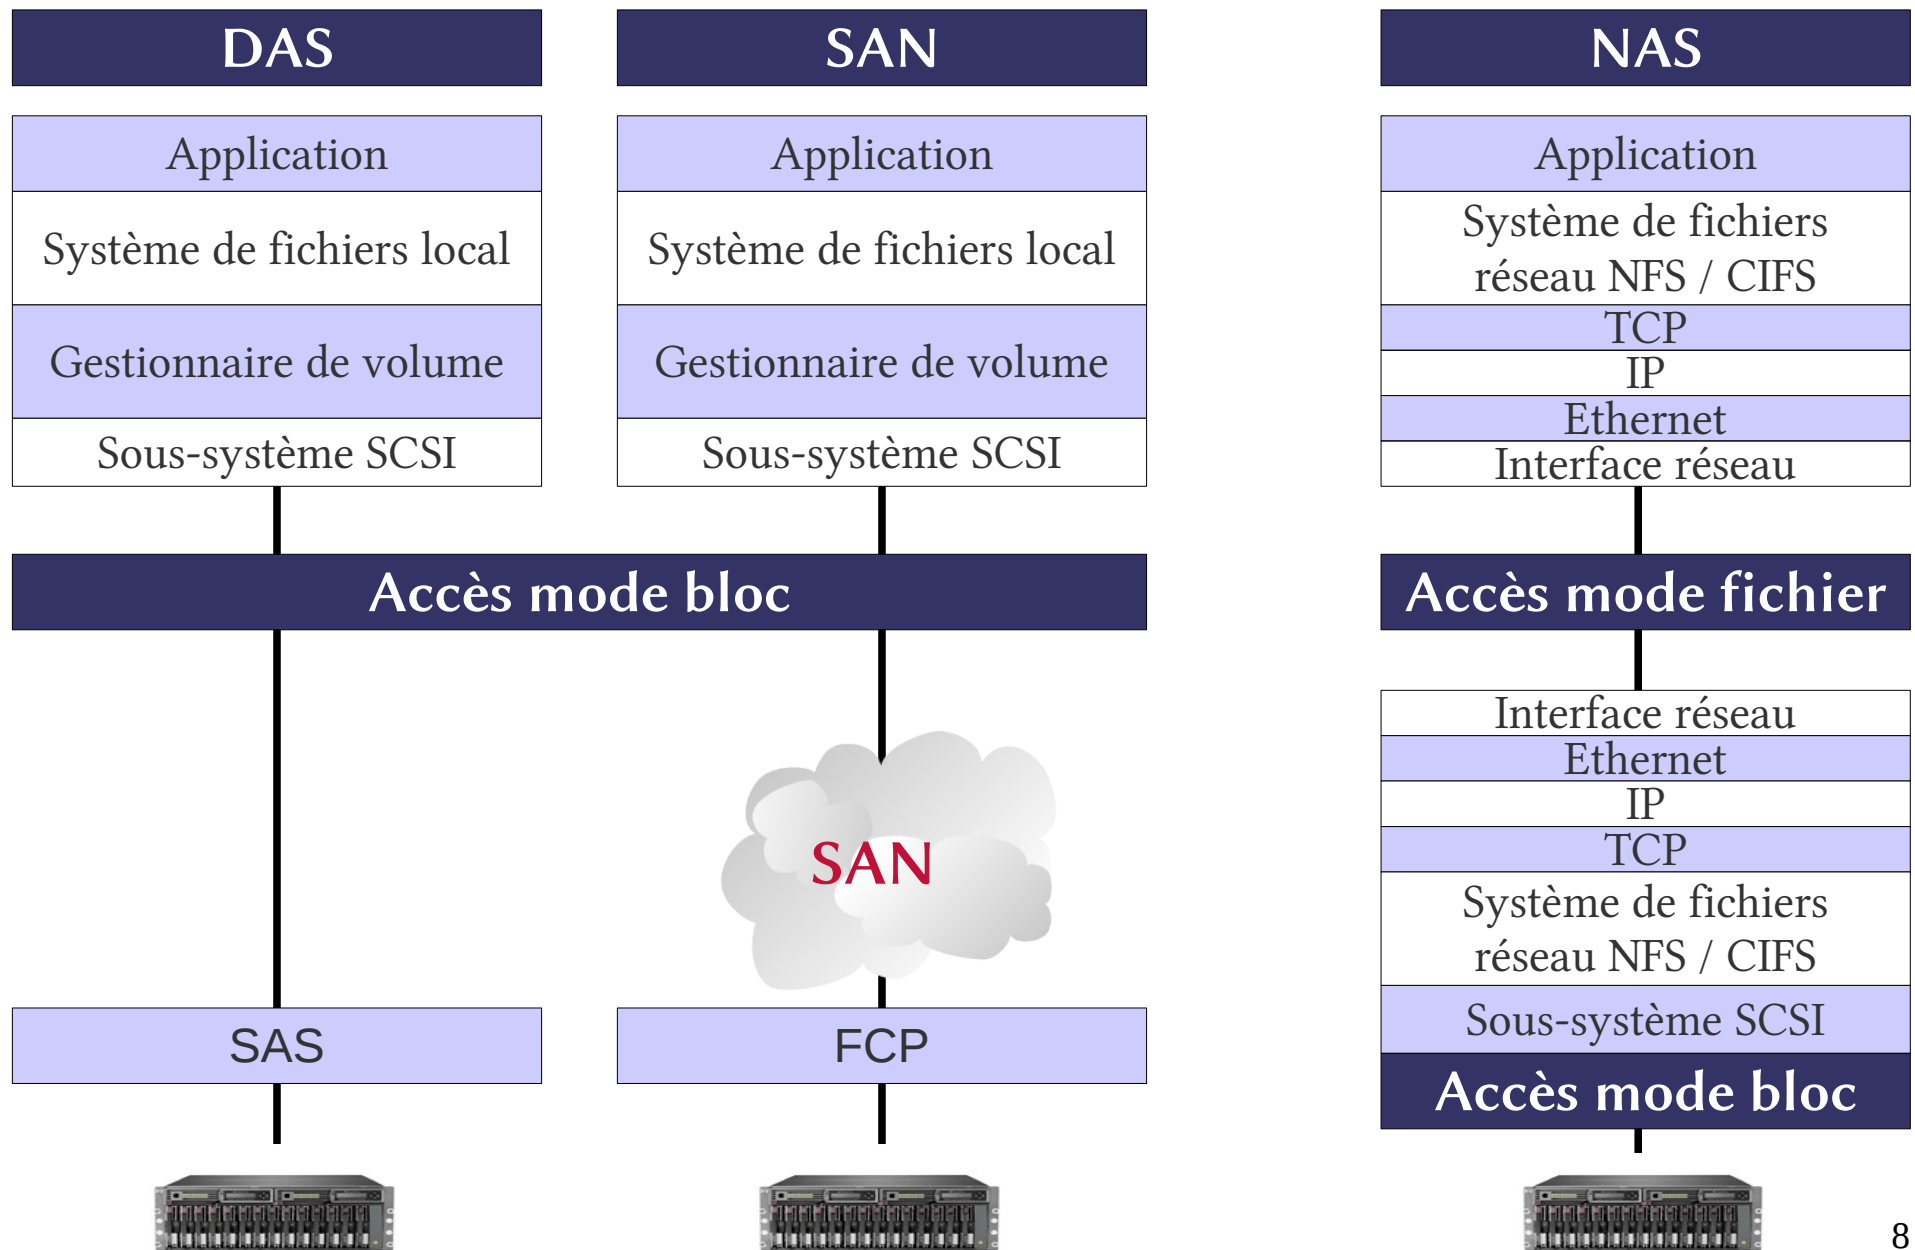 DAS
Application
Système de fichiers local
Gestionnaire de volume
Sous-système SCSI
SAN
Application
Système de fichiers local
Gestionnaire de volume
Sous-système SCSI
Accès mode bloc
SAN
SAS
FCP
NAS
Application
Système de fichiers
réseau NFS / CIFS
TCP
IP
Ethernet
Interface réseau
Accès mode fichier
Interface réseau
Ethernet
IP
TCP
Système de fichiers
réseau NFS / CIFS
Sous-système SCSI
Accès mode bloc
8